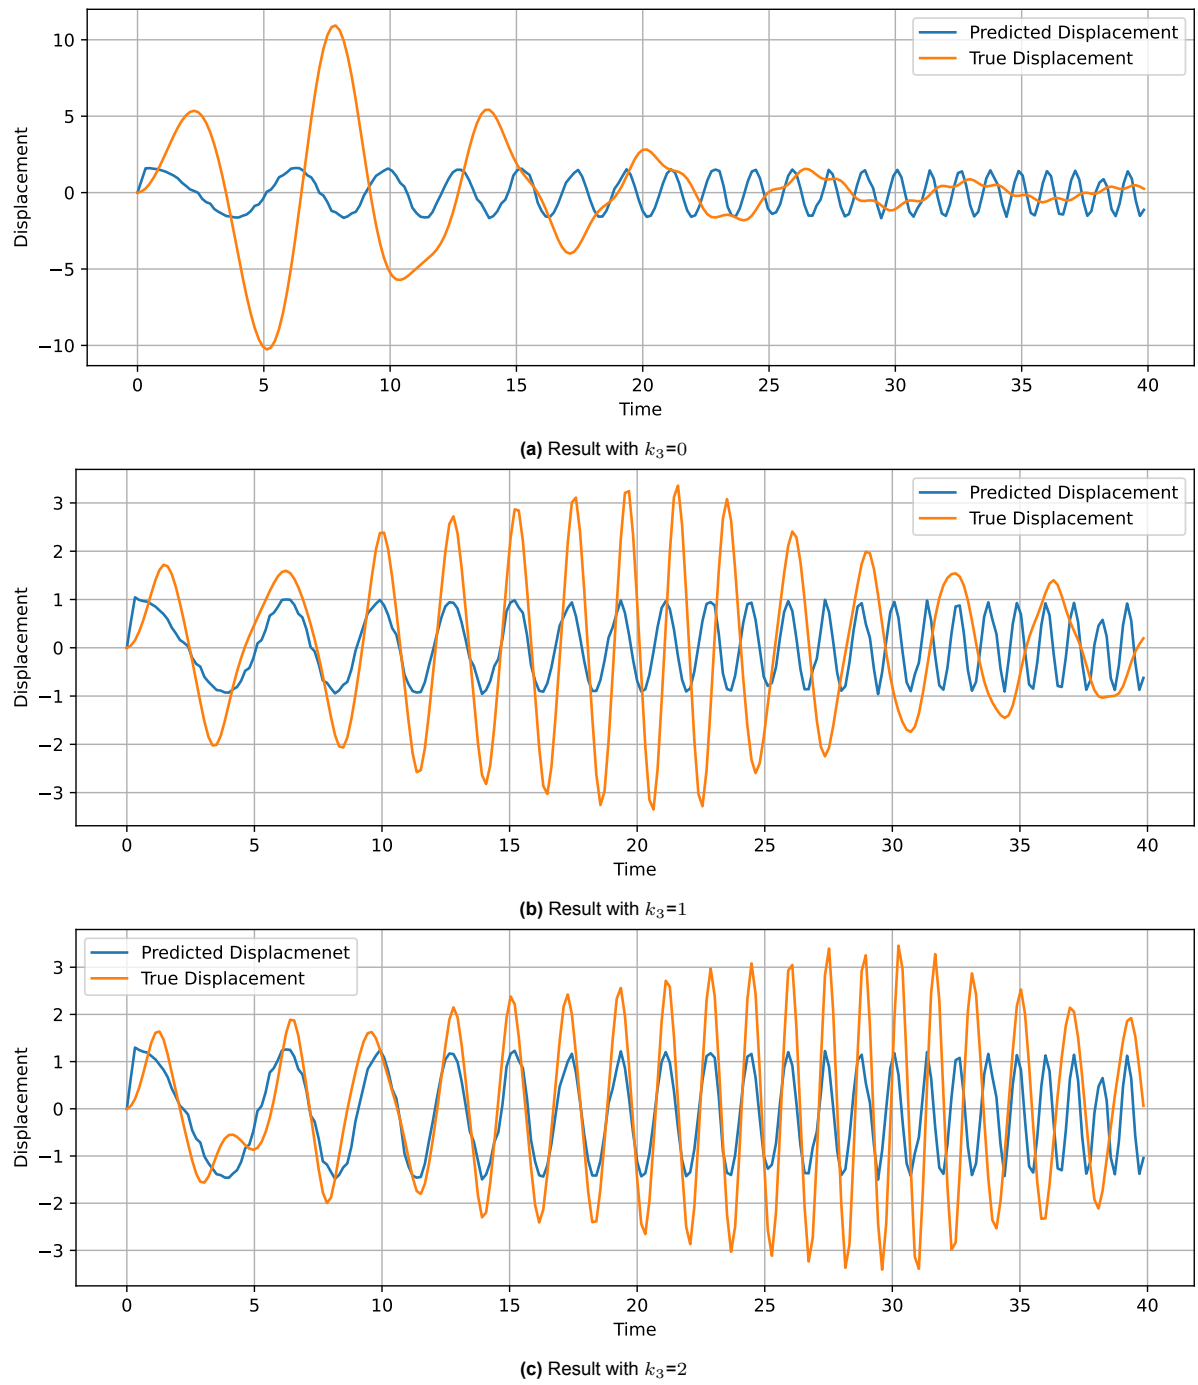 Predicted Displacement
True Displacement
10
5
0
−5
−10
Displacement
0 5 10 15 20 25 30 35 40
Time
(a) Result with k₃=0
Predicted Displacement
True Displacement
3
2
1
0
−1
−2
−3
Displacement
0 5 10 15 20 25 30 35 40
Time
(b) Result with k₃=1
Predicted Displacmenet
True Displacement
3
2
1
0
−1
−2
−3
Displacement
0 5 10 15 20 25 30 35 40
Time
(c) Result with k₃=2